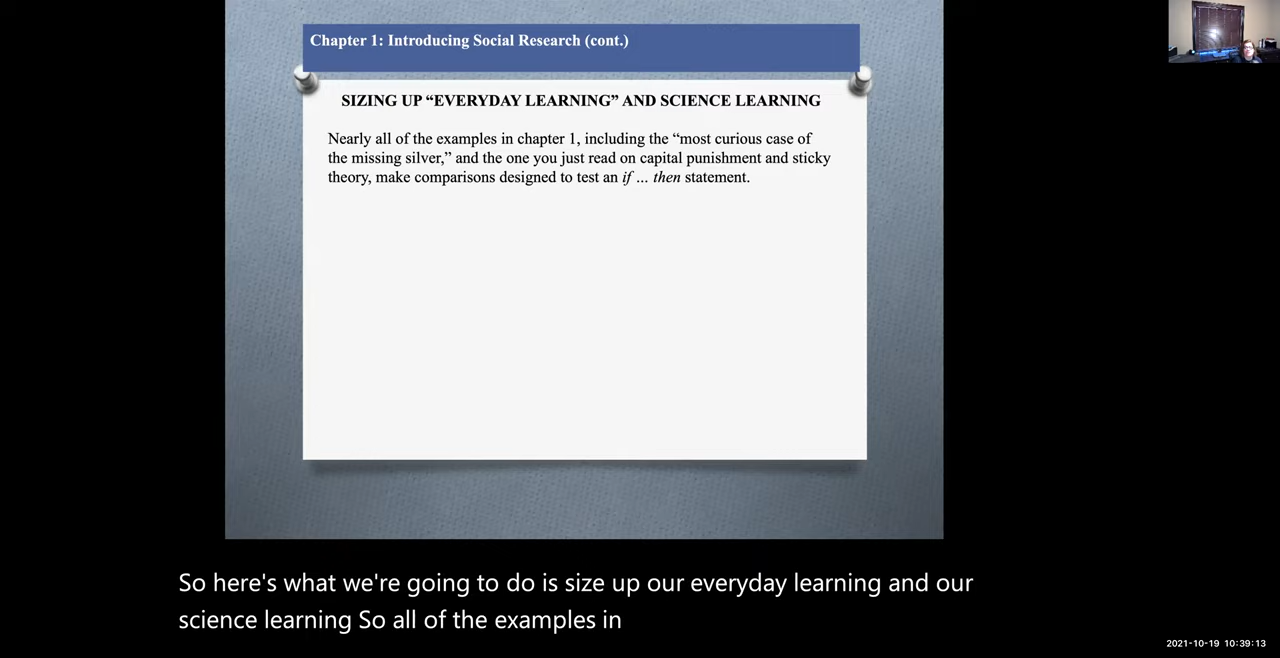 Chapter 1: Introducing Social Research (cont.)
SIZING UP “EVERYDAY LEARNING” AND SCIENCE LEARNING
Nearly all of the examples in chapter 1, including the “most curious case of
the missing silver,” and the one you just read on capital punishment and sticky
theory, make comparisons designed to test an if ... then statement.
So here's what we're going to do is size up our everyday learning and our
science learning So all of the examples in
2021-10-19 10:39:13